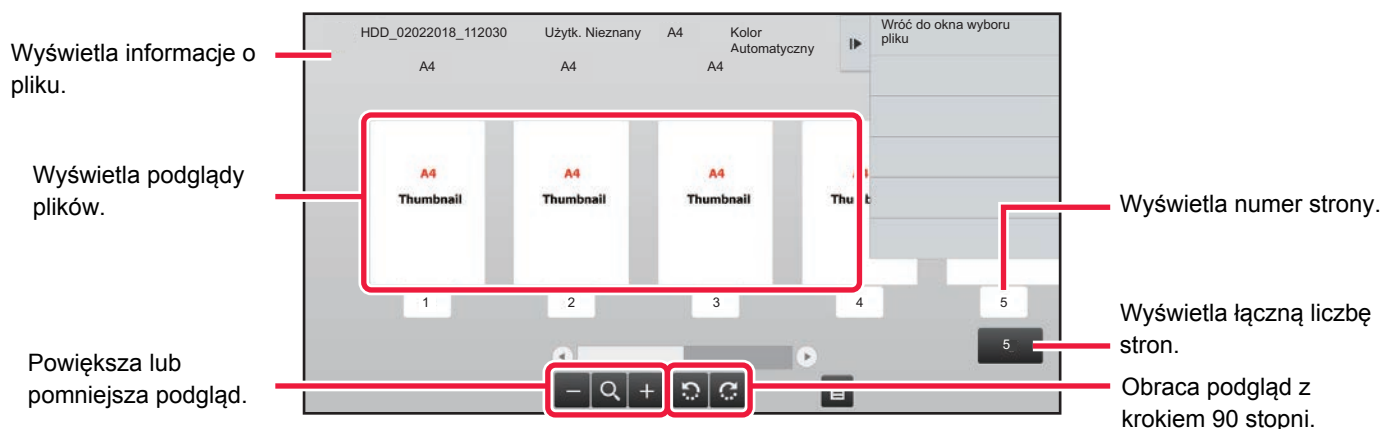 Wyświetla informacje o
pliku.
HDD_02022018_112030 Użytk. Nieznany A4 Kolor
Automatyczny
Wróć do okna wyboru
pliku
A4 A4 A4
Wyświetla podglądy
plików.
A4 A4 A4
Thumbnail Thumbnail Thumbnail
Wyświetla numer strony.
1 2 3 4 5
Wyświetla łączną liczbę
stron.
5
Powiększa lub
pomniejsza podgląd.
Obraca podgląd z
krokiem 90 stopni.